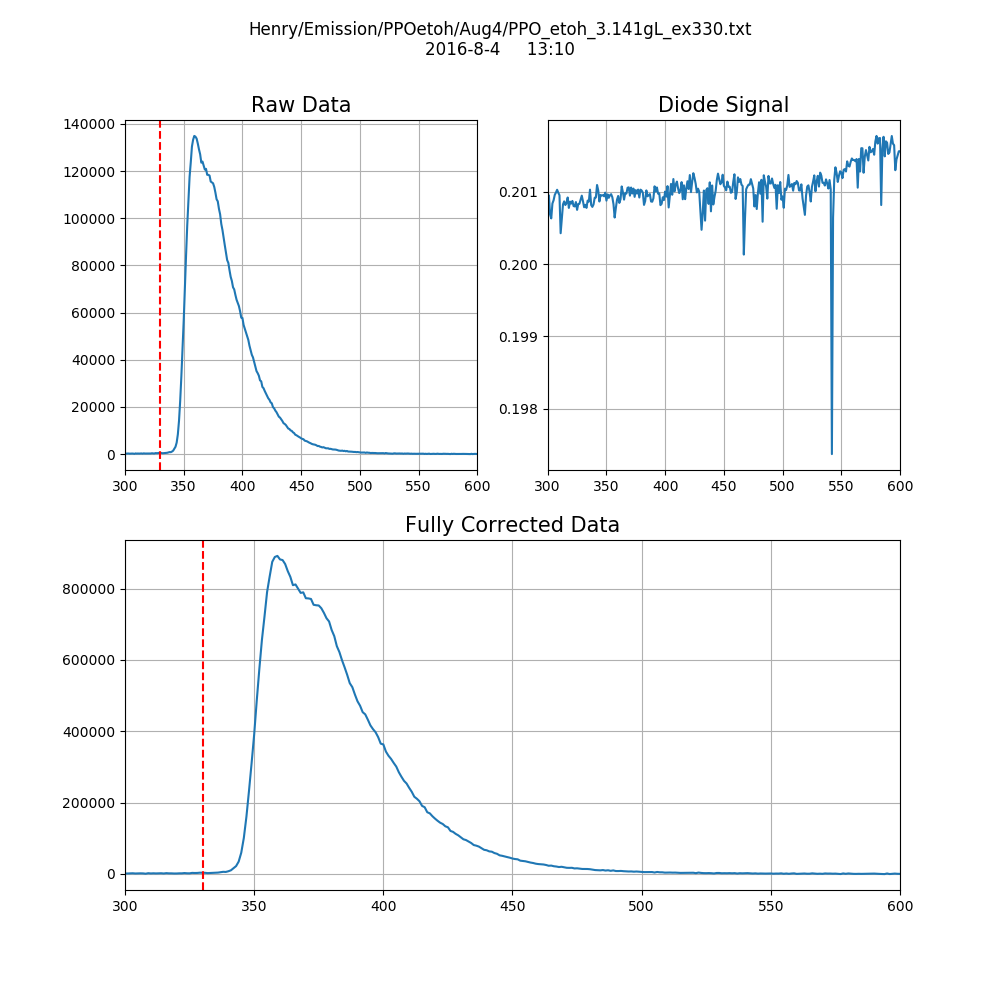 Henry/Emission/PPOetoh/Aug4/PPO_etoh_3.141gL_ex330.txt
2016-8-4 13:10
Raw Data
140000
120000
100000
80000
60000
40000
20000
0
300 350 400 450 500 550 600
Diode Signal
0.201
0.200
0.199
0.198
300 350 400 450 500 550 600
Fully Corrected Data
800000
600000
400000
200000
0
300 350 400 450 500 550 600